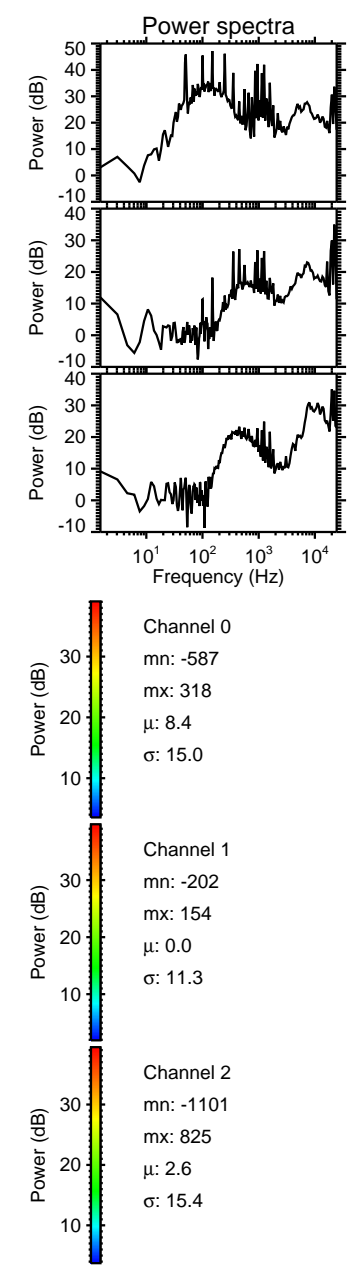 Power spectra
50
40
30
20
10
0
-10
Power (dB)
40
30
20
10
0
-10
Power (dB)
40
30
20
10
0
-10
Power (dB)
10¹ 10² 10³ 10⁴
Frequency (Hz)
30
20
10
Power (dB)
Channel 0
mn: -587
mx: 318
μ: 8.4
σ: 15.0
30
20
10
Power (dB)
Channel 1
mn: -202
mx: 154
μ: 0.0
σ: 11.3
30
20
10
Power (dB)
Channel 2
mn: -1101
mx: 825
μ: 2.6
σ: 15.4